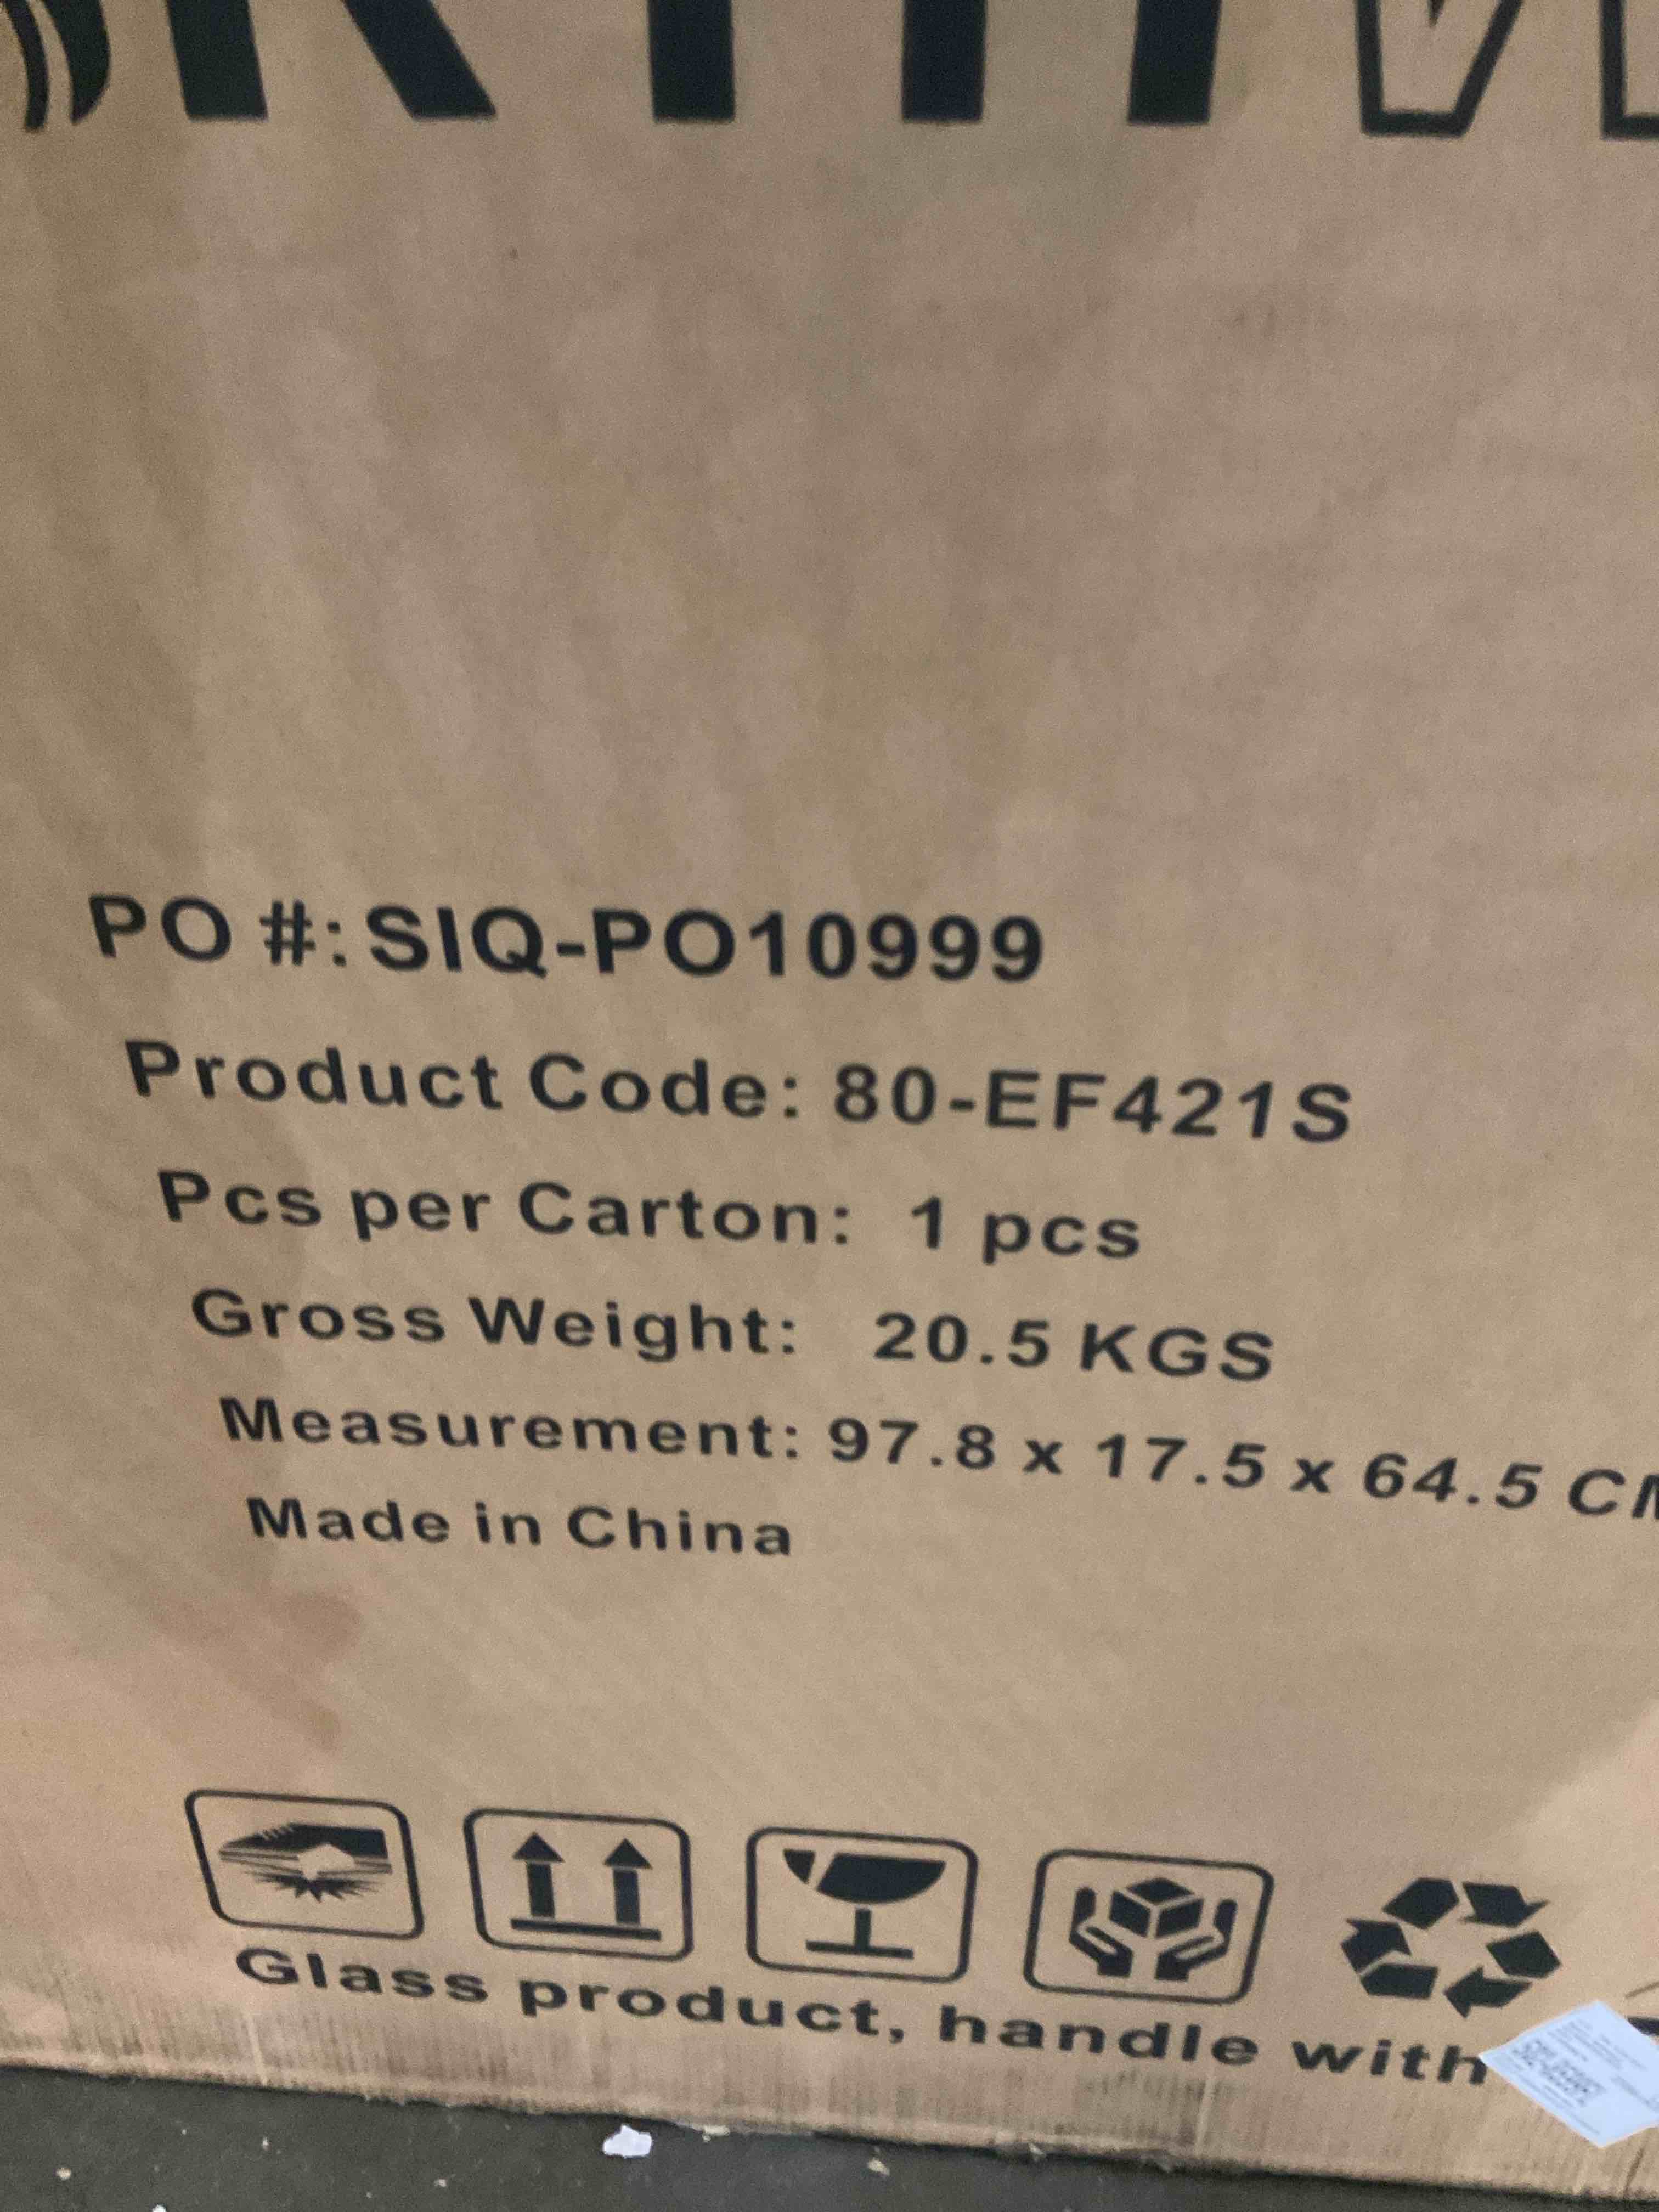 PO #: SIQ-PO10999
Product Code: 80-EF421S
Pcs per Carton: 1 pcs
Gross Weight: 20.5 KGS
Measurement: 97.8 x 17.5 x 64.5 CM
Made in China
Glass product, handle with